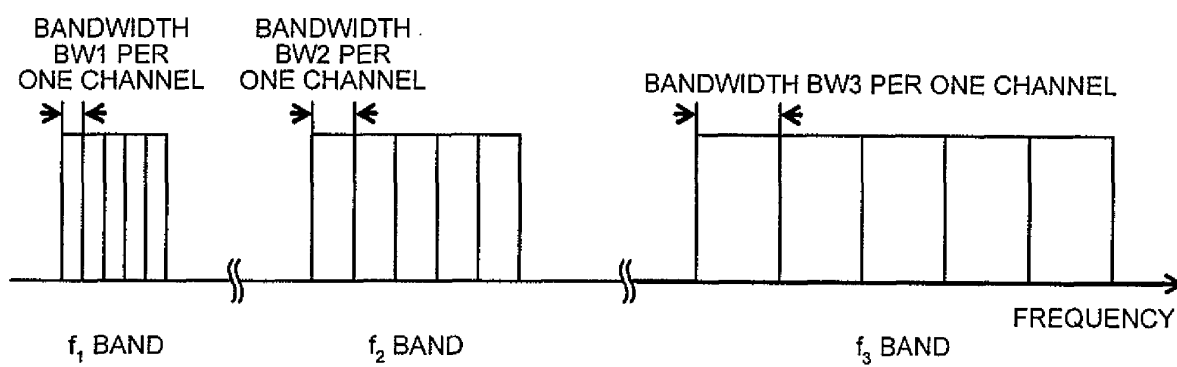 BANDWIDTH
BW1 PER
ONE CHANNEL
BANDWIDTH
BW2 PER
ONE CHANNEL
BANDWIDTH BW3 PER ONE CHANNEL
FREQUENCY
f₁ BAND
f₂ BAND
f₃ BAND